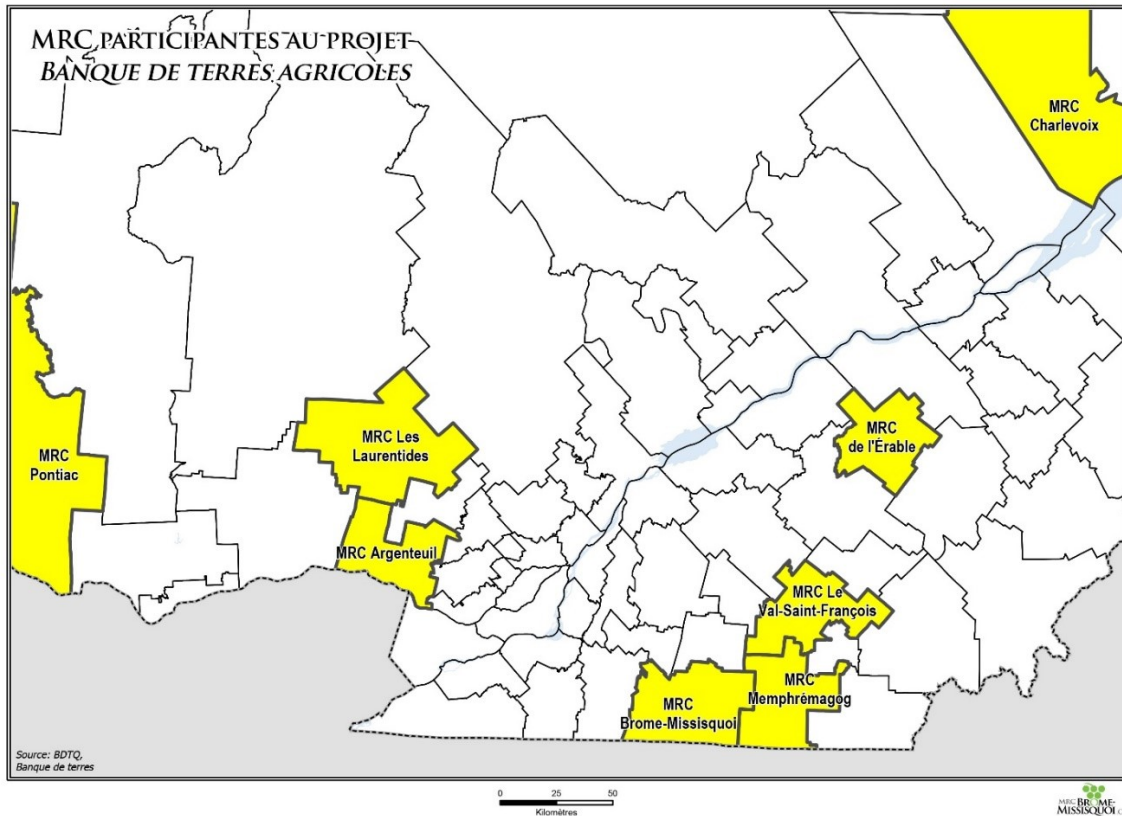 MRC PARTICIPANTES AU PROJET
BANQUE DE TERRES AGRICOLES
MRC
Charlevoix
MRC Les
Laurentides
MRC
de l'Érable
MRC
Pontiac
MRC Argenteuil
MRC Le
Val-Saint-François
MRC
Memphrémagog
MRC
Brome-Missisquoi
Source: BDTQ,
Banque de terres
0 25 50
Kilomètres
MRC BROME-
MISSISQUOI